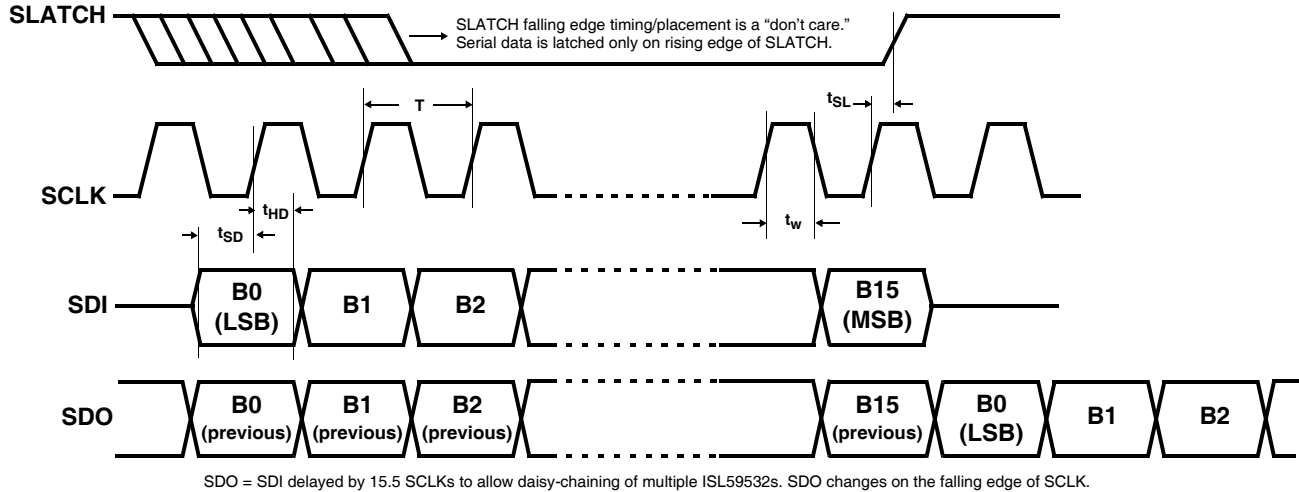 SLATCH
SLATCH falling edge timing/placement is a “don't care.”
Serial data is latched only on rising edge of SLATCH.
T
tSL
SCLK
tHD
tSD
tw
SDI
B0
(LSB)
B1
B2
B15
(MSB)
SDO
B0
(previous)
B1
(previous)
B2
(previous)
B15
(previous)
B0
(LSB)
B1
B2
SDO = SDI delayed by 15.5 SCLKs to allow daisy-chaining of multiple ISL59532s. SDO changes on the falling edge of SCLK.